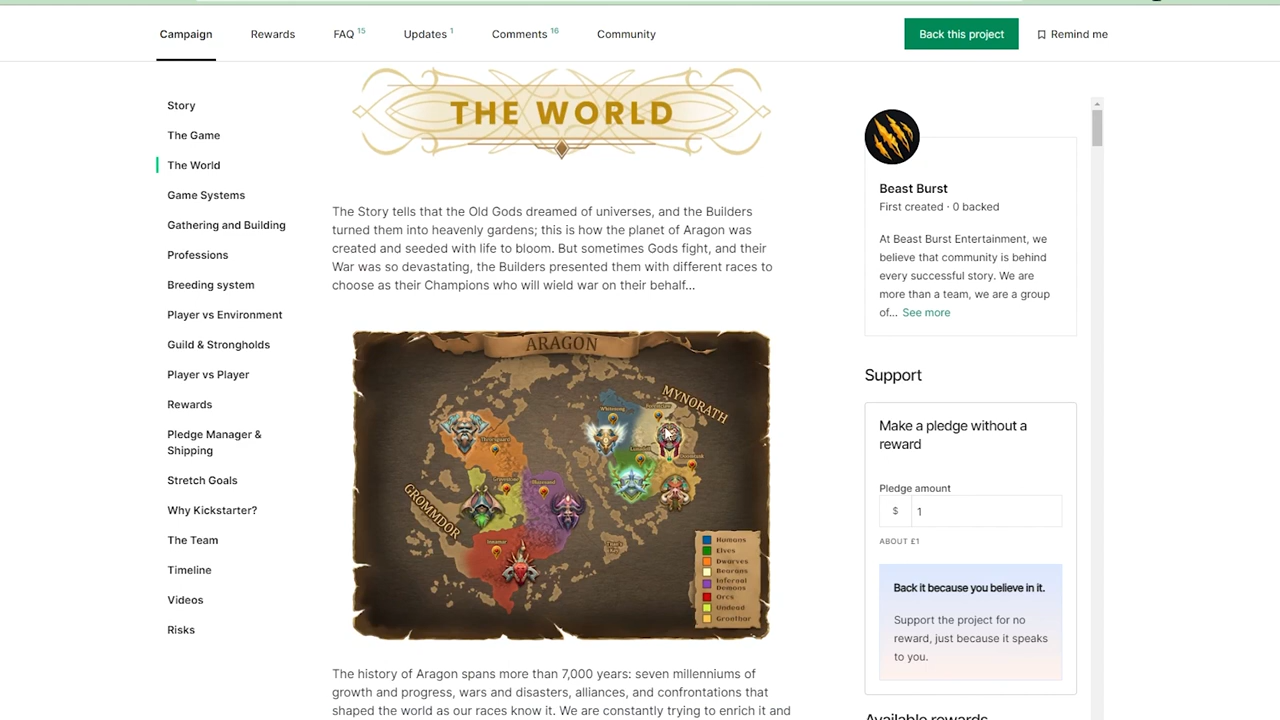 Campaign
Rewards
FAQ 15
Updates 1
Comments 16
Community
Back this project
Remind me
Story
The Game
The World
Game Systems
Gathering and Building
Professions
Breeding system
Player vs Environment
Guild & Strongholds
Player vs Player
Rewards
Pledge Manager &
Shipping
Stretch Goals
Why Kickstarter?
The Team
Timeline
Videos
Risks
THE WORLD
The Story tells that the Old Gods dreamed of universes, and the Builders
turned them into heavenly gardens; this is how the planet of Aragon was
created and seeded with life to bloom. But sometimes Gods fight, and their
War was so devastating, the Builders presented them with different races to
choose as their Champions who will wield war on their behalf...
ARAGON
MYNORATH
GROMMDOR
Humans
Elves
Dwarves
Infernal
Demons
Orcs
Undead
The history of Aragon spans more than 7,000 years: seven milleniums of
growth and progress, wars and disasters, alliances, and confrontations that
shaped the world as our races know it. We are constantly trying to enrich it and
Beast Burst
First created · 0 backed
At Beast Burst Entertainment, we
believe that community is behind
every successful story. We are
more than a team, we are a group
of... See more
Support
Make a pledge without a
reward
Pledge amount
$ 1
ABOUT £1
Back it because you believe in it.
Support the project for no
reward, just because it speaks
to you.
Available rewards